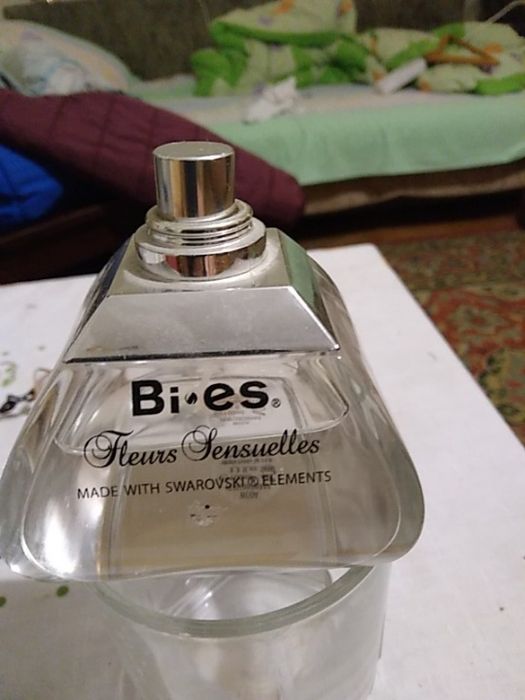 Bi•es®
Fleurs Sensuelles
MADE WITH SWAROVSKI® ELEMENTS